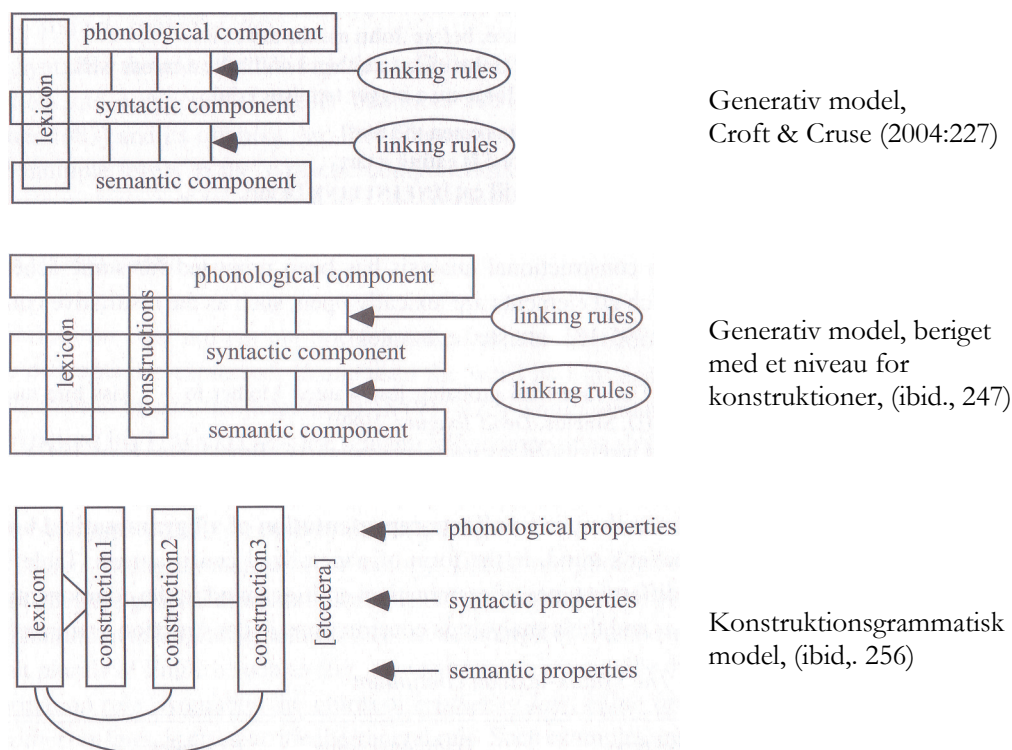 phonological component
linking rules
lexicon
syntactic component
linking rules
semantic component
Generativ model,
Croft & Cruse (2004:227)
phonological component
linking rules
lexicon
constructions
syntactic component
linking rules
semantic component
Generativ model, beriget
med et niveau for
konstruktioner, (ibid., 247)
lexicon
construction1
construction2
construction3
[etcetera]
phonological properties
syntactic properties
semantic properties
Konstruktionsgrammatisk
model, (ibid,. 256)